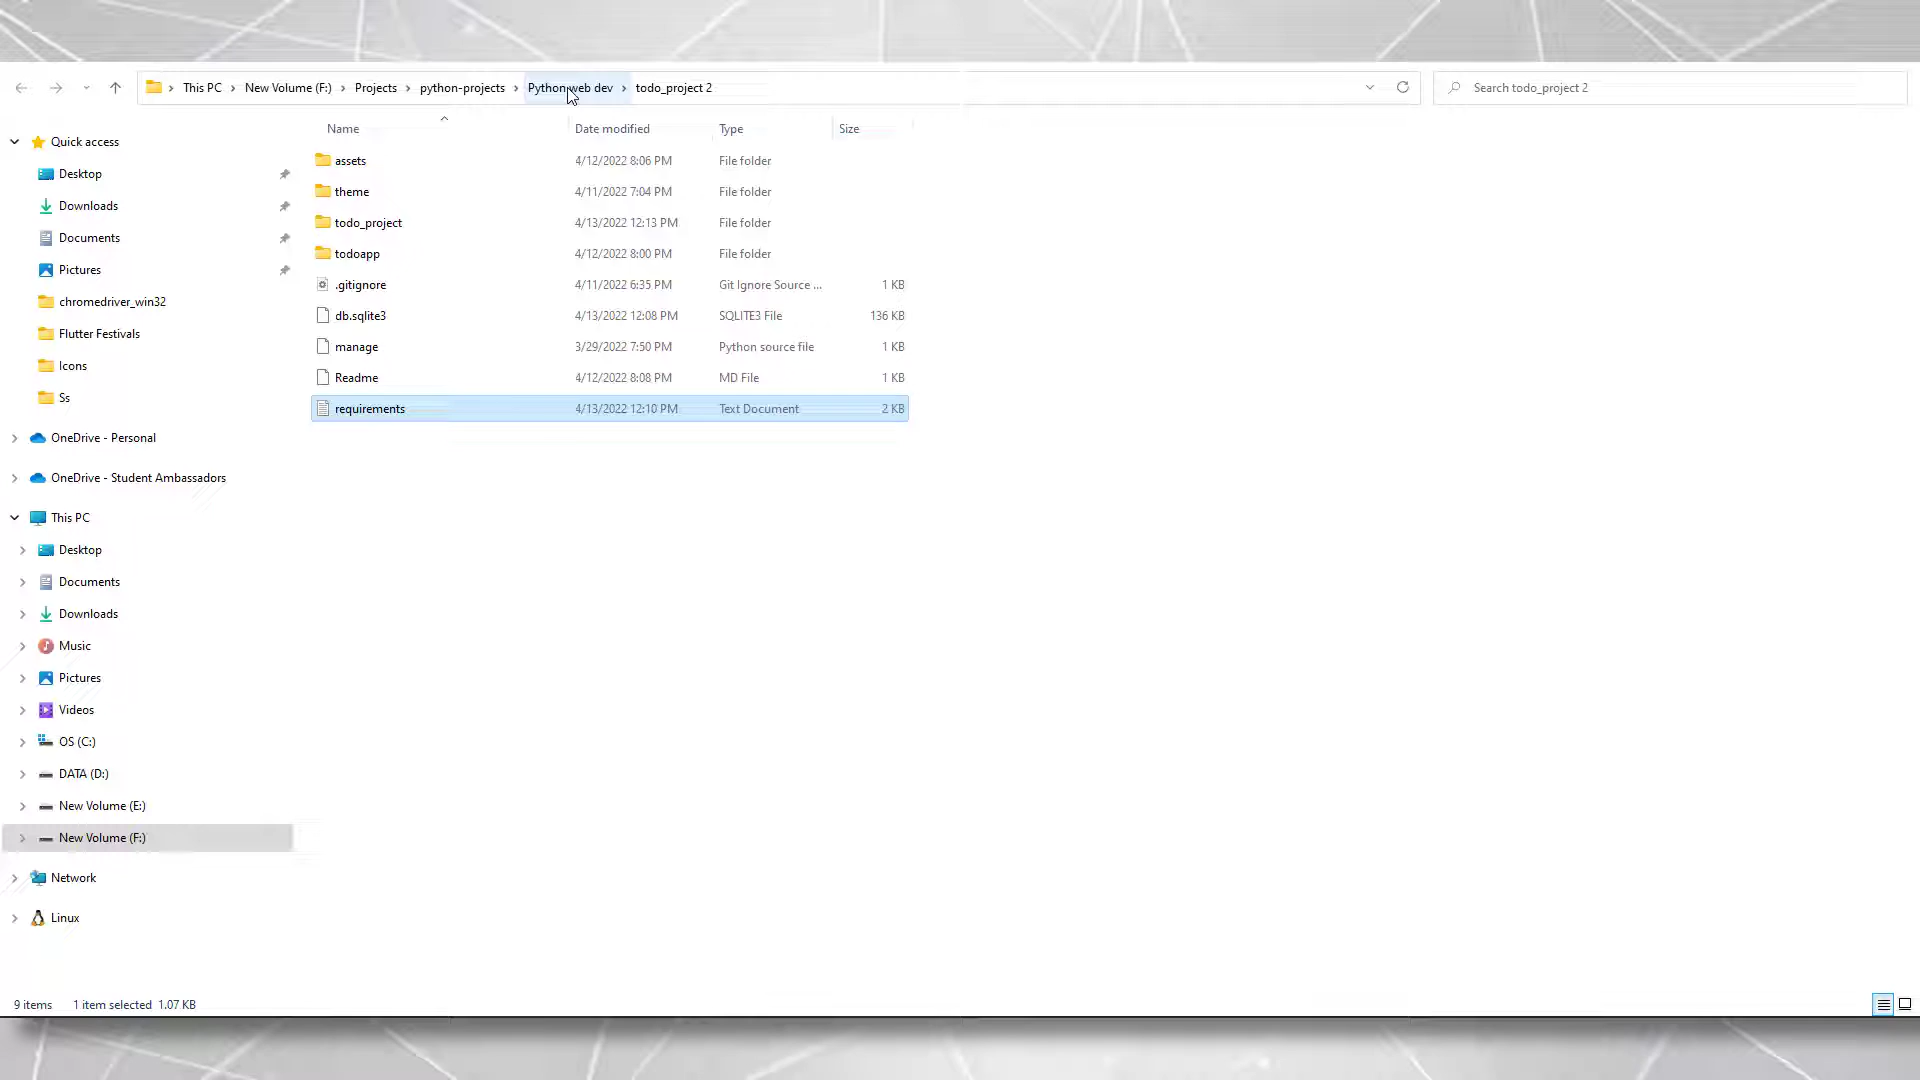 This PC > New Volume (F:) > Projects > python-projects > Python web dev > todo_project 2
Search todo_project 2
Name Date modified Type Size
Quick access
Desktop
Downloads
Documents
Pictures
chromedriver_win32
Flutter Festivals
Icons
Ss
OneDrive - Personal
OneDrive - Student Ambassadors
This PC
Desktop
Documents
Downloads
Music
Pictures
Videos
OS (C:)
DATA (D:)
New Volume (E:)
New Volume (F:)
Network
Linux
assets 4/12/2022 8:06 PM File folder
theme 4/11/2022 7:04 PM File folder
todo_project 4/13/2022 12:13 PM File folder
todoapp 4/12/2022 8:00 PM File folder
.gitignore 4/11/2022 6:35 PM Git Ignore Source ... 1 KB
db.sqlite3 4/13/2022 12:08 PM SQLITE3 File 136 KB
manage 3/29/2022 7:50 PM Python source file 1 KB
Readme 4/12/2022 8:08 PM MD File 1 KB
requirements 4/13/2022 12:10 PM Text Document 2 KB
9 items 1 item selected 1.07 KB